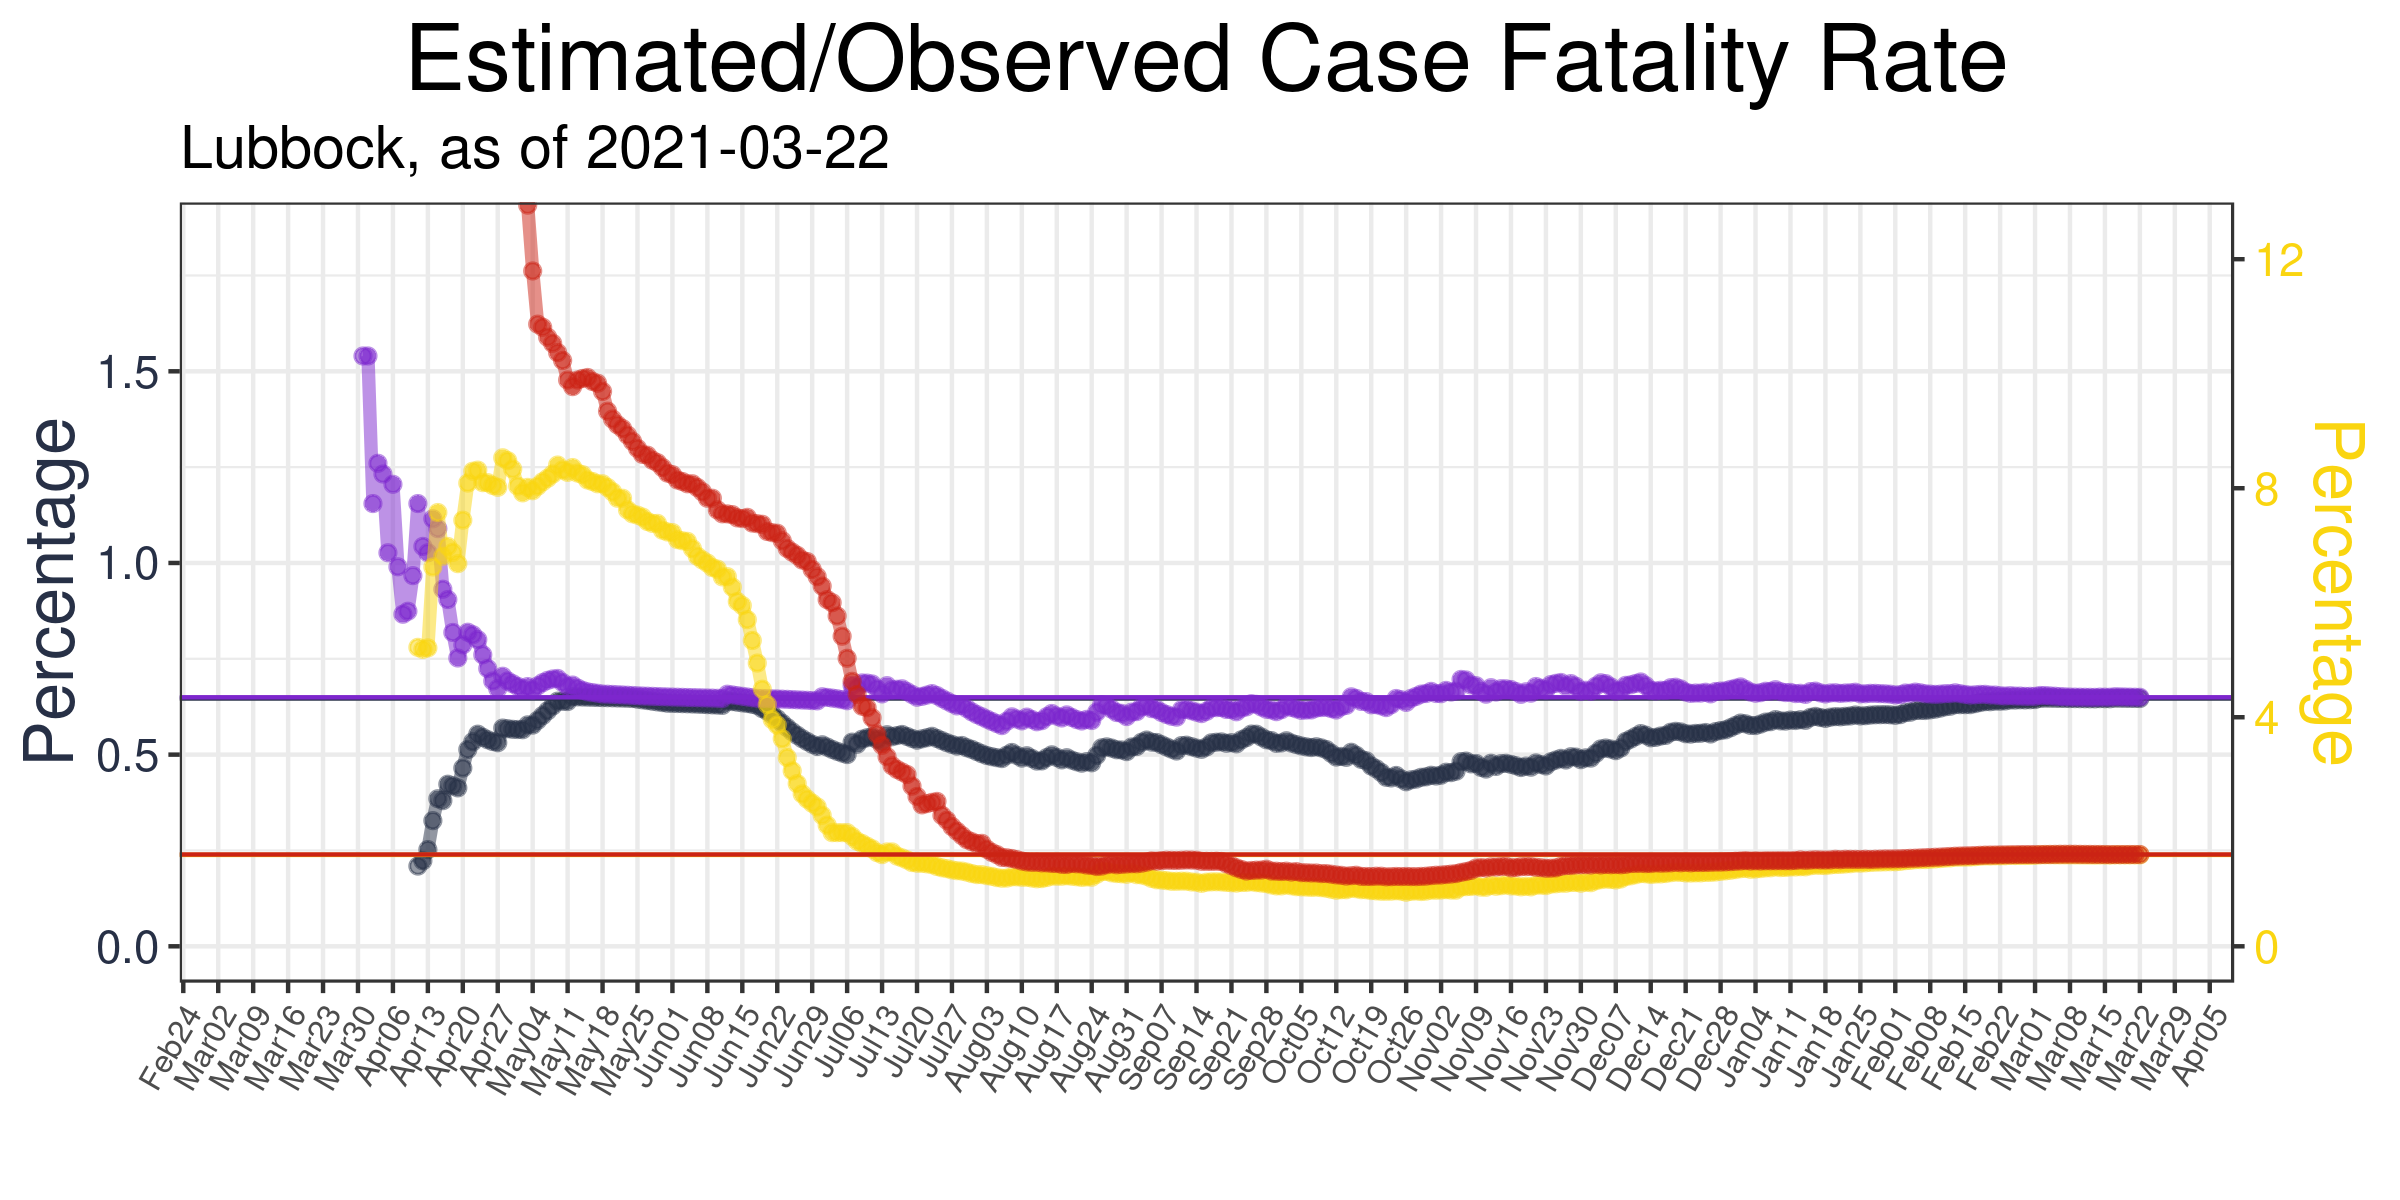 Estimated/Observed Case Fatality Rate
Lubbock, as of 2021-03-22
Percentage
1.5
1.0
0.5
0.0
12
8
4
0
Percentage
Feb24
Mar02
Mar09
Mar16
Mar23
Mar30
Apr06
Apr13
Apr20
Apr27
May04
May11
May18
May25
Jun01
Jun08
Jun15
Jun22
Jun29
Jul06
Jul13
Jul20
Jul27
Aug03
Aug10
Aug17
Aug24
Aug31
Sep07
Sep14
Sep21
Sep28
Oct05
Oct12
Oct19
Oct26
Nov02
Nov09
Nov16
Nov23
Nov30
Dec07
Dec14
Dec21
Dec28
Jan04
Jan11
Jan18
Jan25
Feb01
Feb08
Feb15
Feb22
Mar01
Mar08
Mar15
Mar22
Mar29
Apr05